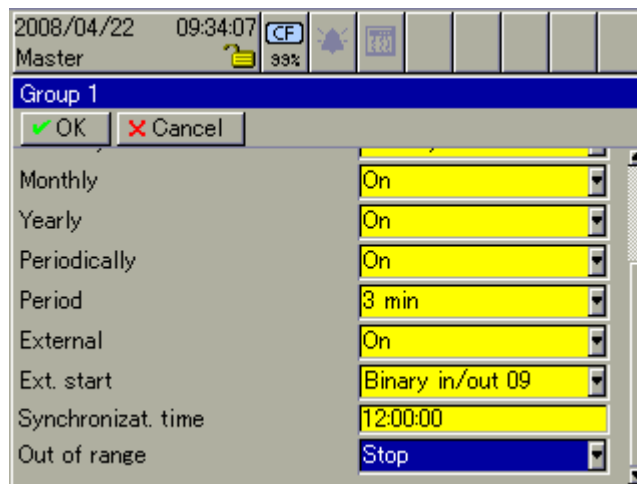 2008/04/22 09:34:07 CF
Master 99%
Group 1
OK Cancel
Monthly On
Yearly On
Periodically On
Period 3 min
External On
Ext. start Binary in/out 09
Synchronizat. time 12:00:00
Out of range Stop